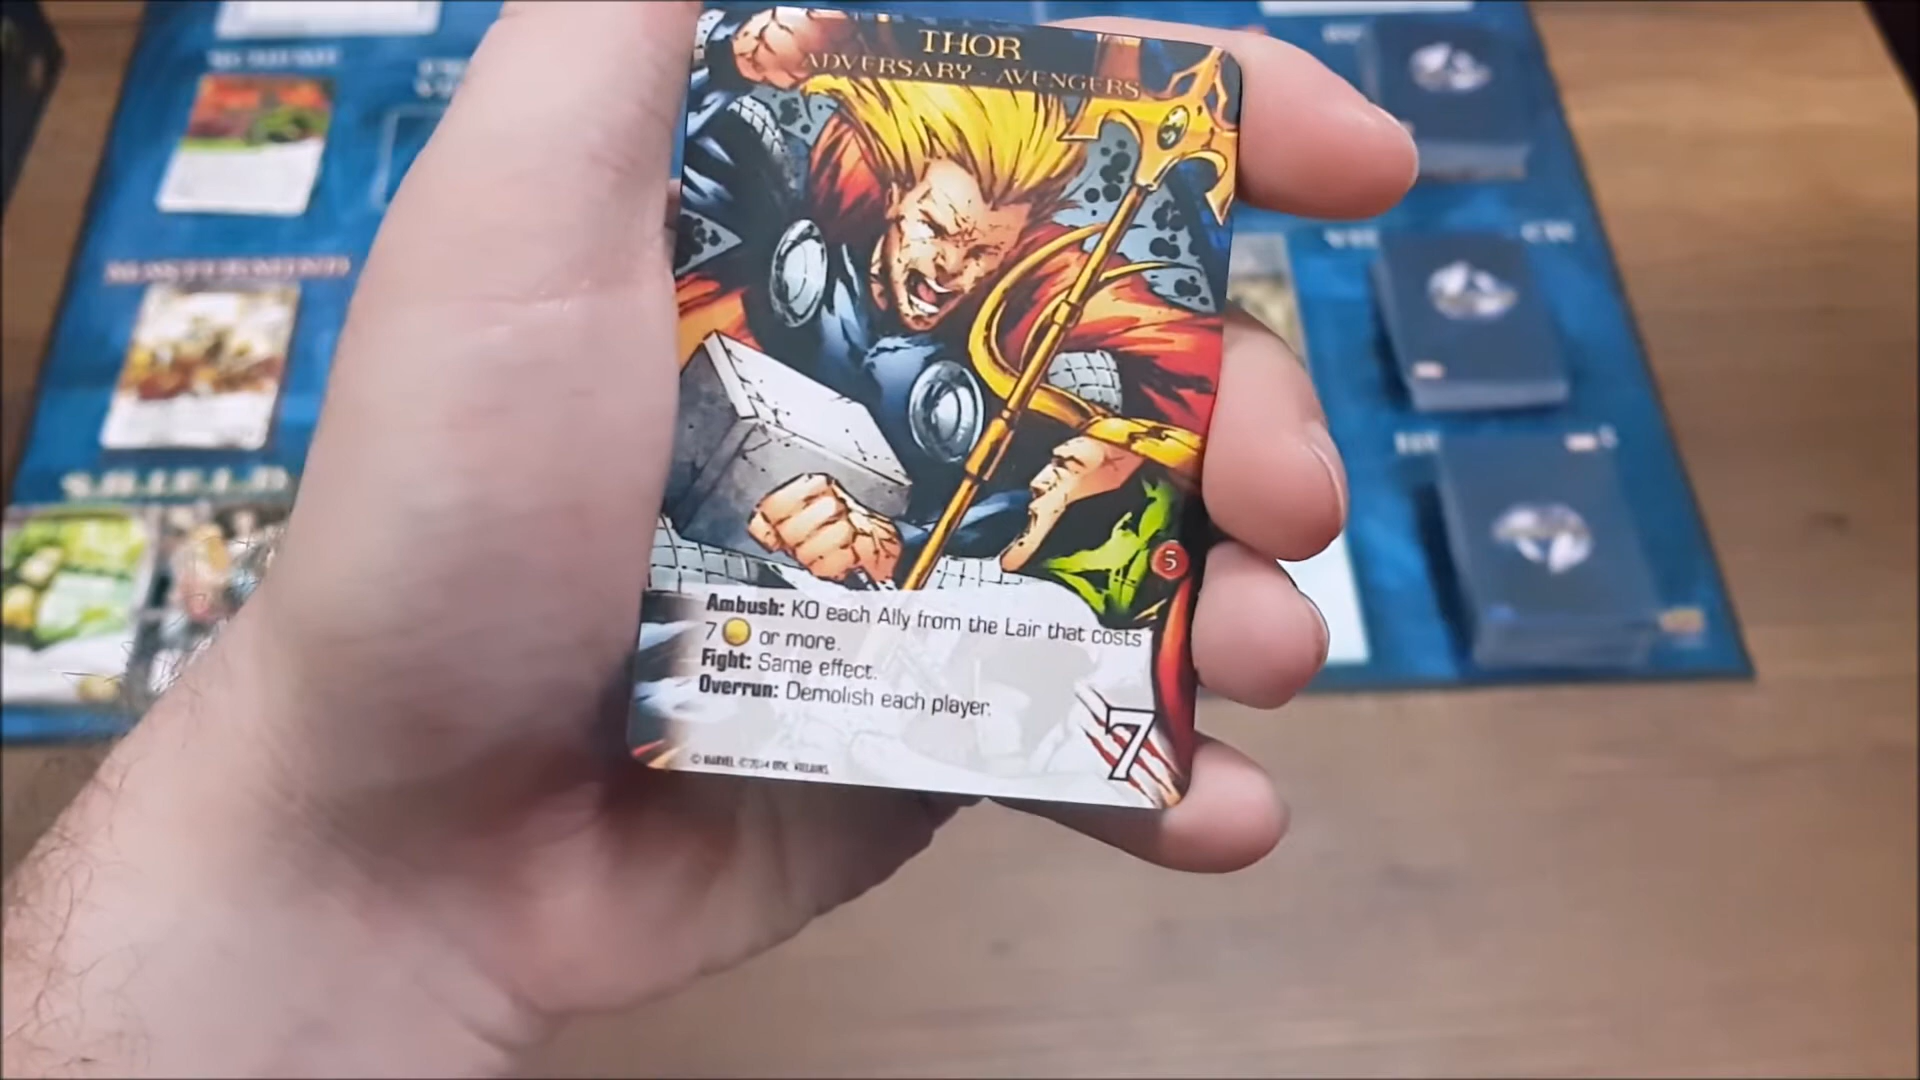 THOR
ADVERSARY - AVENGERS
MASTERMIND
S.H.I.E.L.D.
5
Ambush: KO each Ally from the Lair that costs
7 or more.
Fight: Same effect.
Overrun: Demolish each player.
7